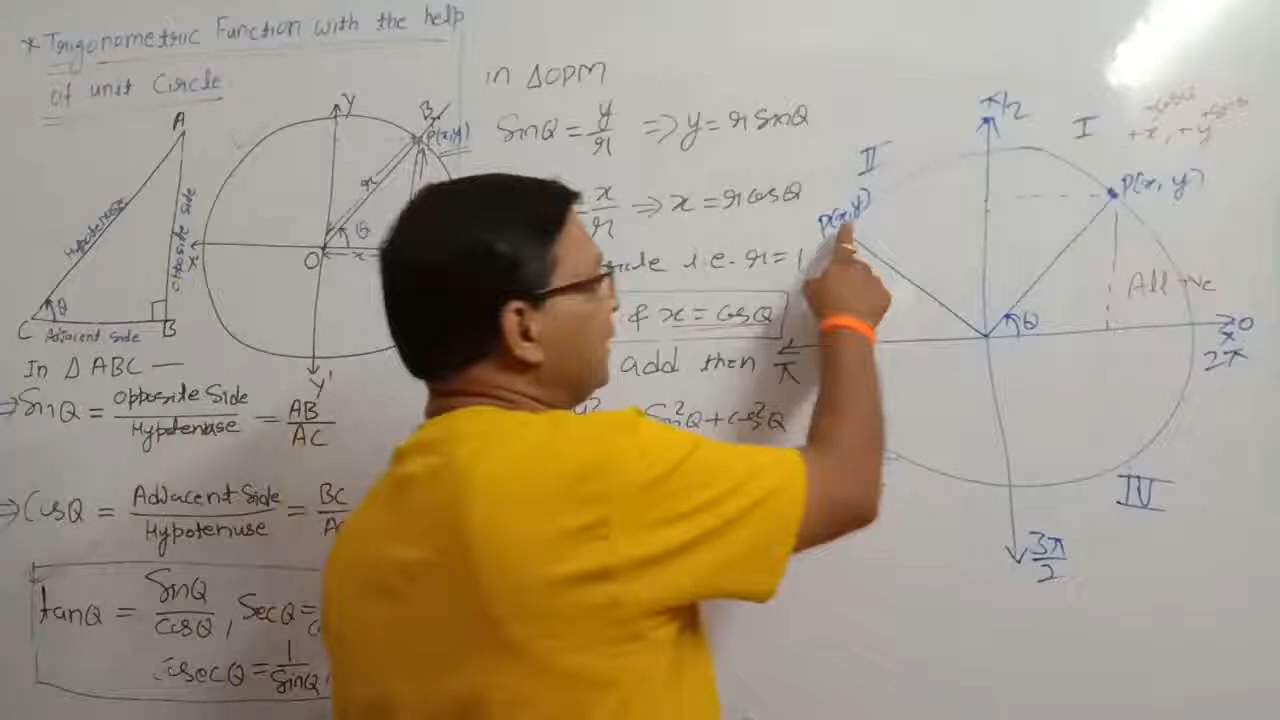 * Trigonometric Function with the help
of unit Circle
A
Hypotenuse
Opposite Side
θ
C
Adjacent side
B
In Δ ABC —
⇒ SinQ = Opposite Side / Hypotenuse = AB / AC
⇒ CosQ = Adjacent Side / Hypotenuse = BC
tanQ = SinQ / CosQ, SecQ =
CosecQ = 1 / SinQ,
Y
B
P(x,y)
r
θ
O
x
x'
Y'
in ΔOPM
SinQ = y / r ⇒ y = r SinQ
= x / r ⇒ x = r CosQ
i.e. r = 1
& x = CosQ
add then
Sin²Q + Cos²Q
π/2
I
+x, +y
II
P(x,y)
P(x, y)
All +ve
θ
0
2π
π
IV
3π / 2